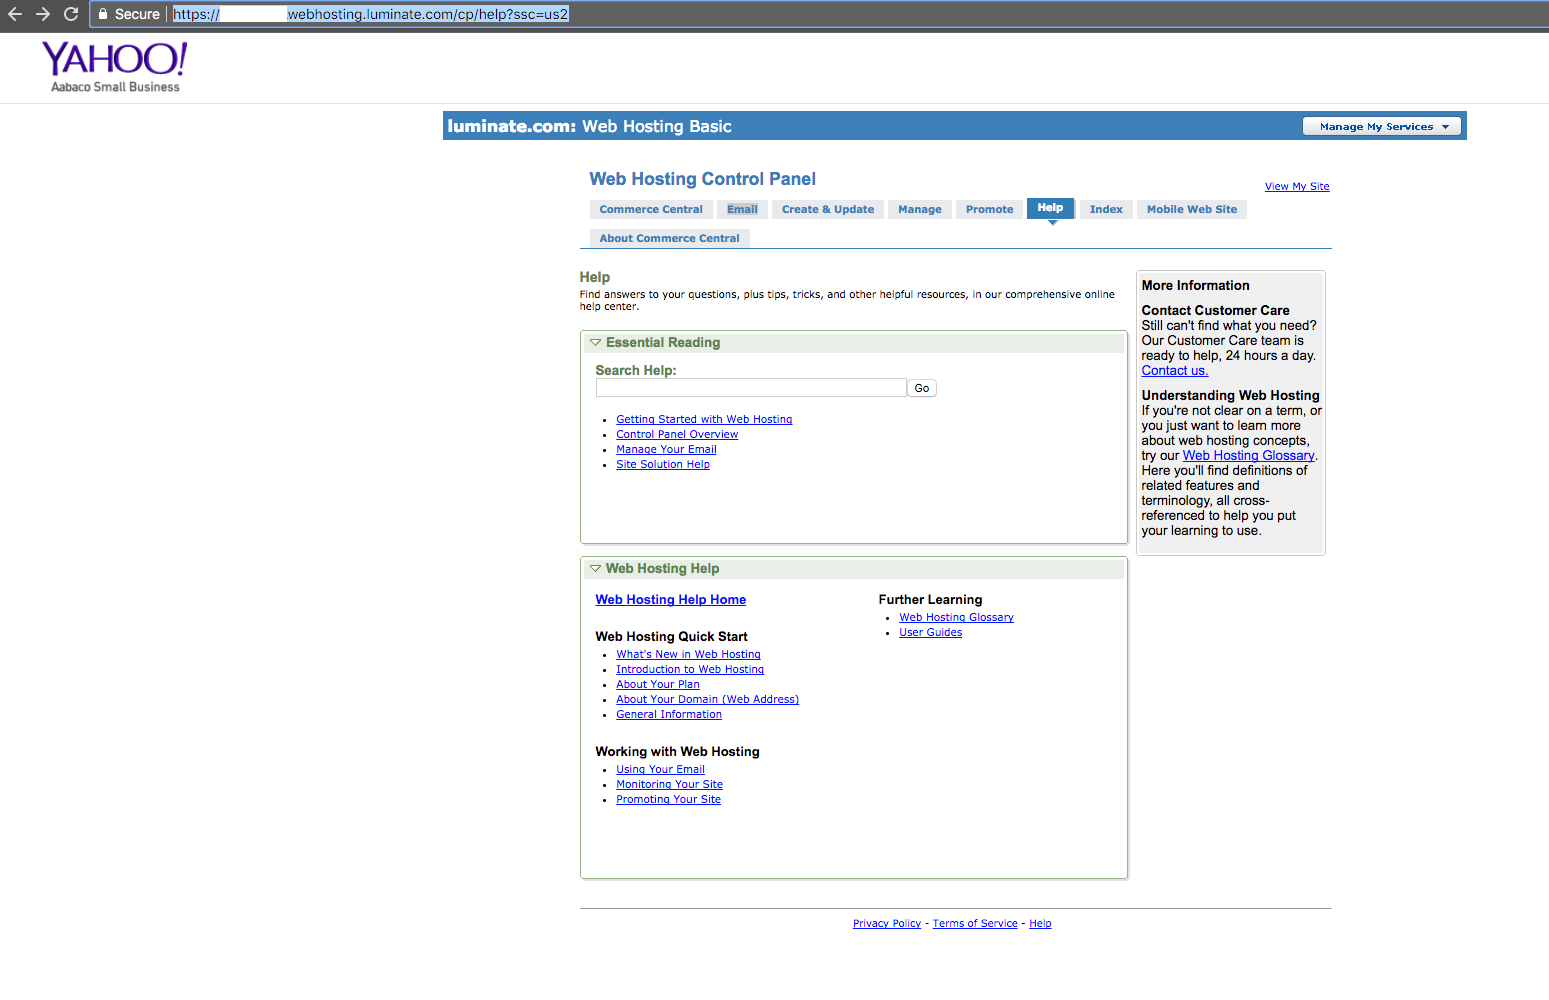 Secure
https://
.webhosting.luminate.com/cp/help?ssc=us2
YAHOO!
Aabaco Small Business
luminate.com: Web Hosting Basic
Manage My Services
Web Hosting Control Panel
View My Site
Commerce Central
Email
Create & Update
Manage
Promote
Help
Index
Mobile Web Site
About Commerce Central
Help
Find answers to your questions, plus tips, tricks, and other helpful resources, in our comprehensive online
help center.
Essential Reading
Search Help:
Go
Getting Started with Web Hosting
Control Panel Overview
Manage Your Email
Site Solution Help
More Information
Contact Customer Care
Still can't find what you need?
Our Customer Care team is
ready to help, 24 hours a day.
Contact us.
Understanding Web Hosting
If you're not clear on a term, or
you just want to learn more
about web hosting concepts,
try our Web Hosting Glossary.
Here you'll find definitions of
related features and
terminology, all cross-
referenced to help you put
your learning to use.
Web Hosting Help
Web Hosting Help Home
Web Hosting Quick Start
What's New in Web Hosting
Introduction to Web Hosting
About Your Plan
About Your Domain (Web Address)
General Information
Working with Web Hosting
Using Your Email
Monitoring Your Site
Promoting Your Site
Further Learning
Web Hosting Glossary
User Guides
Privacy Policy - Terms of Service - Help